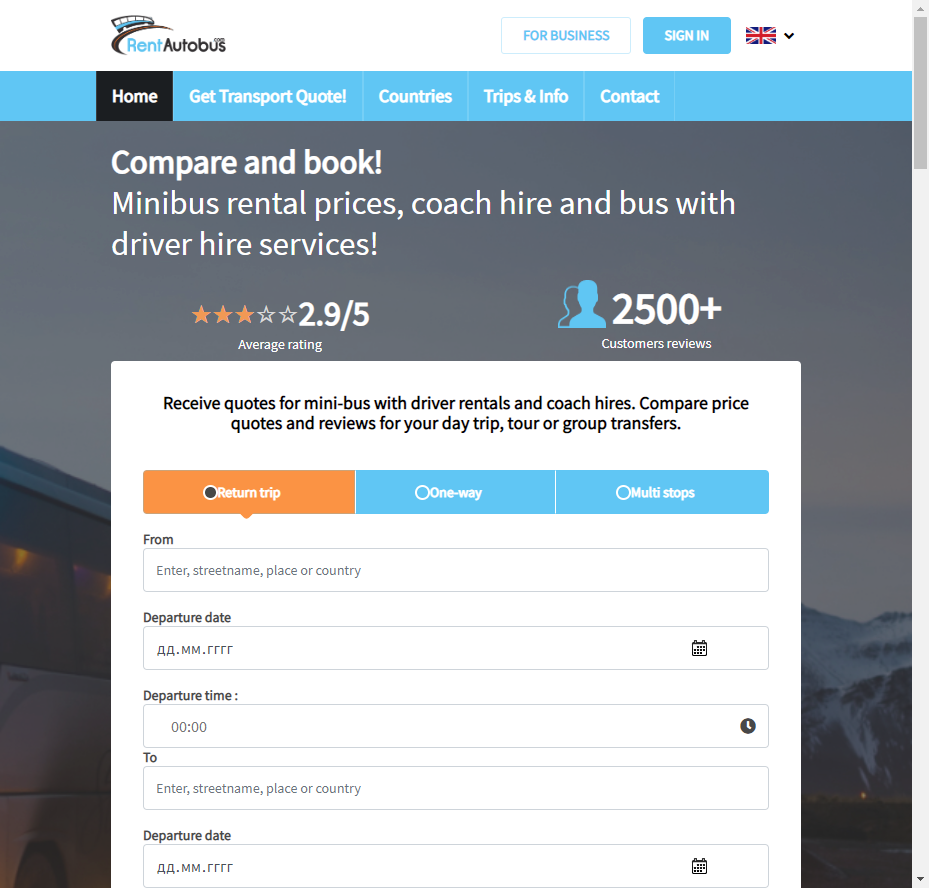 RentAutobus
.com
FOR BUSINESS
SIGN IN
Home
Get Transport Quote!
Countries
Trips & Info
Contact
Compare and book!
Minibus rental prices, coach hire and bus with
driver hire services!
2.9/5
Average rating
2500+
Customers reviews
Receive quotes for mini-bus with driver rentals and coach hires. Compare price
quotes and reviews for your day trip, tour or group transfers.
Return trip
One-way
Multi stops
From
Enter, streetname, place or country
Departure date
дд.мм.гггг
Departure time :
00:00
To
Enter, streetname, place or country
Departure date
дд.мм.гггг